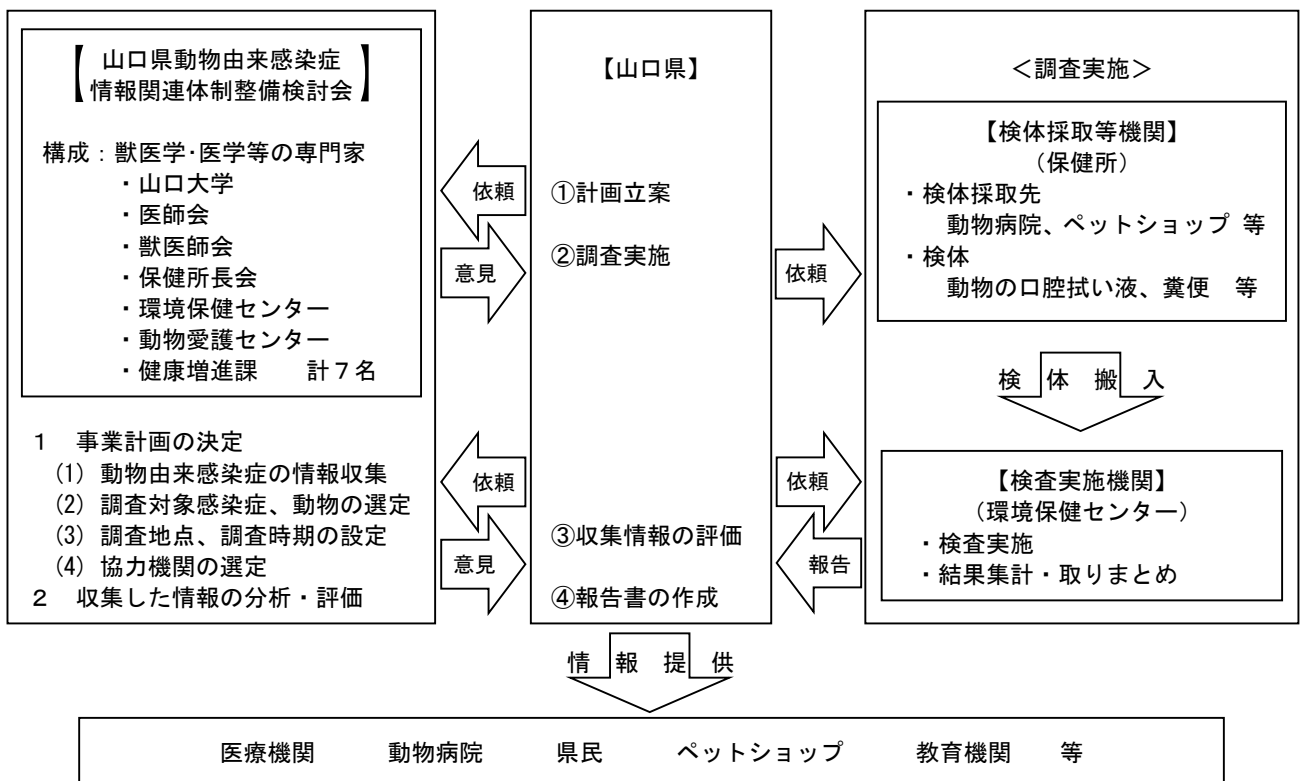 【山口県動物由来感染症
情報関連体制整備検討会】
構成：獣医学･医学等の専門家
・山口大学
・医師会
・獣医師会
・保健所長会
・環境保健センター
・動物愛護センター
・健康増進課　計７名
１　事業計画の決定
(1) 動物由来感染症の情報収集
(2) 調査対象感染症、動物の選定
(3) 調査地点、調査時期の設定
(4) 協力機関の選定
２　収集した情報の分析・評価
依頼
意見
依頼
意見
【山口県】
①計画立案
②調査実施
③収集情報の評価
④報告書の作成
依頼
依頼
報告
＜調査実施＞
【検体採取等機関】
（保健所）
・検体採取先
動物病院、ペットショップ 等
・検体
動物の口腔拭い液、糞便　等
検　体　搬　入
【検査実施機関】
（環境保健センター）
・検査実施
・結果集計・取りまとめ
情　報　提　供
医療機関　動物病院　県民　ペットショップ　教育機関　等